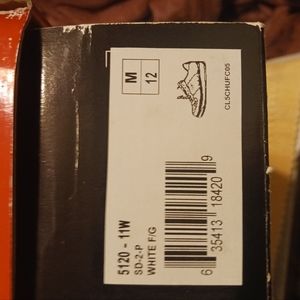 M
12
CL5CHUFC05
5120 - 11W
SD-2-P
WHITE F/G
6 35413 18420 9